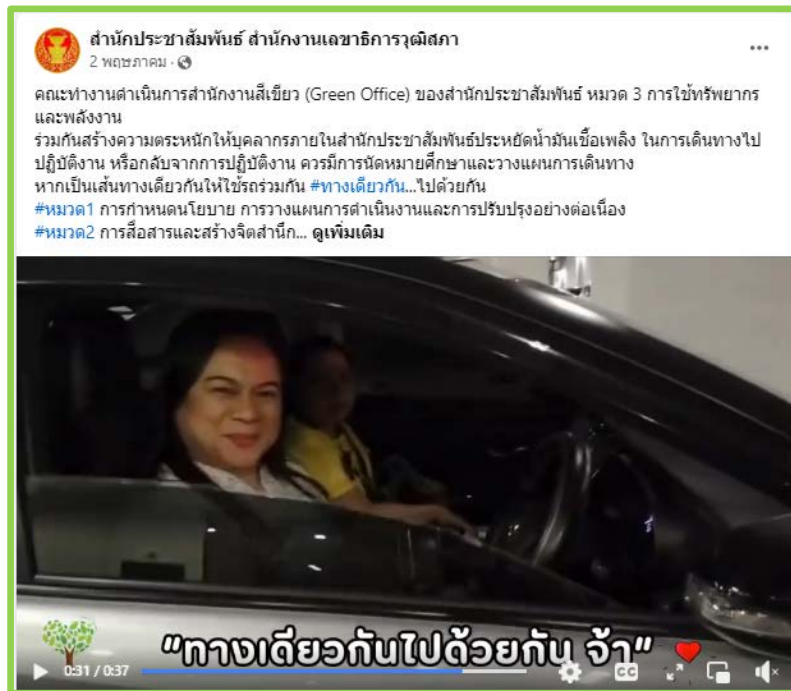 สำนักประชาสัมพันธ์ สำนักงานเลขาธิการวุฒิสภา
2 พฤษภาคม ·
คณะทำงานดำเนินการสำนักงานสีเขียว (Green Office) ของสำนักประชาสัมพันธ์ หมวด 3 การใช้ทรัพยากร
และพลังงาน
ร่วมกันสร้างความตระหนักให้บุคลากรภายในสำนักประชาสัมพันธ์ประหยัดน้ำมันเชื้อเพลิง ในการเดินทางไป
ปฏิบัติงาน หรือกลับจากการปฏิบัติงาน ควรมีการนัดหมายศึกษาและวางแผนการเดินทาง
หากเป็นเส้นทางเดียวกันให้ใช้รถร่วมกัน #ทางเดียวกัน...ไปด้วยกัน
#หมวด1 การกำหนดนโยบาย การวางแผนการดำเนินงานและการปรับปรุงอย่างต่อเนื่อง
#หมวด2 การสื่อสารและสร้างจิตสำนึก... ดูเพิ่มเติม
"ทางเดียวกันไปด้วยกัน จ้า"
0:31 / 0:37
CC